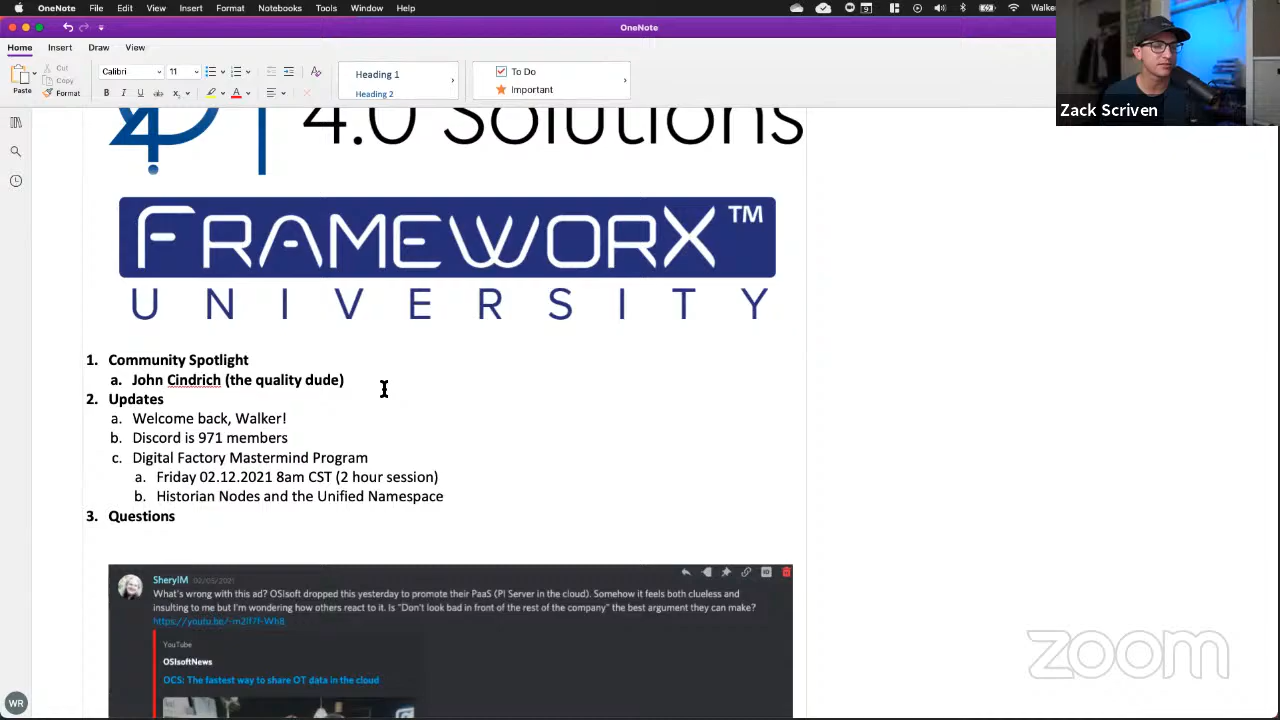 OneNote File Edit View Insert Format Notebooks Tools Window Help Walke
OneNote
Home Insert Draw View
Paste Cut Copy Format
Calibri 11
B I U ab x A
Heading 1
Heading 2
To Do
Important
Zack Scriven
4.0 Solutions
FRAMEWORX™
UNIVERSITY
1. Community Spotlight
a. John Cindrich (the quality dude)
2. Updates
a. Welcome back, Walker!
b. Discord is 971 members
c. Digital Factory Mastermind Program
a. Friday 02.12.2021 8am CST (2 hour session)
b. Historian Nodes and the Unified Namespace
3. Questions
SherylM 02/05/2021
What's wrong with this ad? OSIsoft dropped this yesterday to promote their PaaS (PI Server in the cloud). Somehow it feels both clueless and
insulting to me but I'm wondering how others react to it. Is "Don't look bad in front of the rest of the company" the best argument they can make?
YouTube
OSIsoftNews
OCS: The fastest way to share OT data in the cloud
WR
zoom